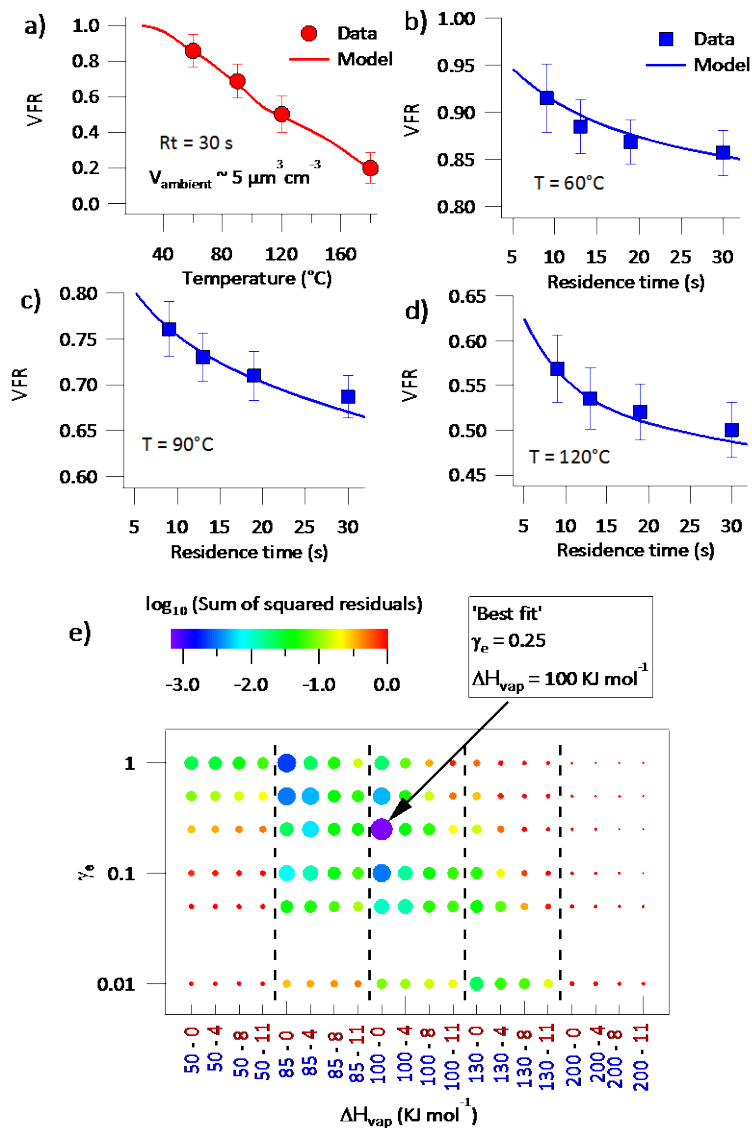 a)
1.0
0.8
0.6
0.4
0.2
0.0
VFR
Data
Model
Rt = 30 s
V_ambient ~ 5 µm³ cm⁻³
40 80 120 160
Temperature (°C)
b)
1.00
0.95
0.90
0.85
0.80
VFR
Data
Model
T = 60°C
5 10 15 20 25 30
Residence time (s)
c)
0.80
0.75
0.70
0.65
0.60
VFR
T = 90°C
5 10 15 20 25 30
Residence time (s)
d)
0.65
0.60
0.55
0.50
0.45
VFR
T = 120°C
5 10 15 20 25 30
Residence time (s)
e)
log₁₀ (Sum of squared residuals)
-3.0 -2.0 -1.0 0.0
'Best fit'
γₑ = 0.25
ΔH_vap = 100 KJ mol⁻¹
1
0.1
0.01
γₑ
50 - 0
50 - 4
50 - 8
50 - 11
85 - 0
85 - 4
85 - 8
85 - 11
100 - 0
100 - 4
100 - 8
100 - 11
130 - 0
130 - 4
130 - 8
130 - 11
200 - 0
200 - 4
200 - 8
200 - 11
ΔH_vap (KJ mol⁻¹)